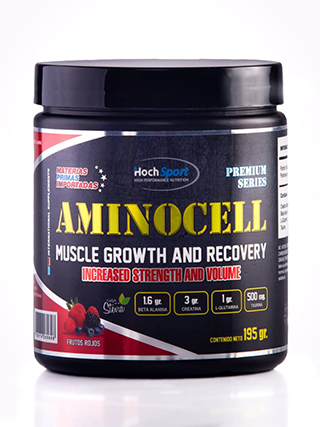 HochSport
HIGH PERFORMANCE NUTRITION
MATERIAS
PRIMAS
IMPORTADAS
PREMIUM
SERIES
INTERNATIONAL SUPPLEMENTS
AMINOCELL
MUSCLE GROWTH AND RECOVERY
INCREASED STRENGTH AND VOLUME
Stevia
1.6 gr.
BETA ALANINA
3 gr.
CREATINA
1 gr.
L-GLUTAMINA
500 mg.
TAURINA
FRUTOS ROJOS
CONTENIDO NETO 195 gr.